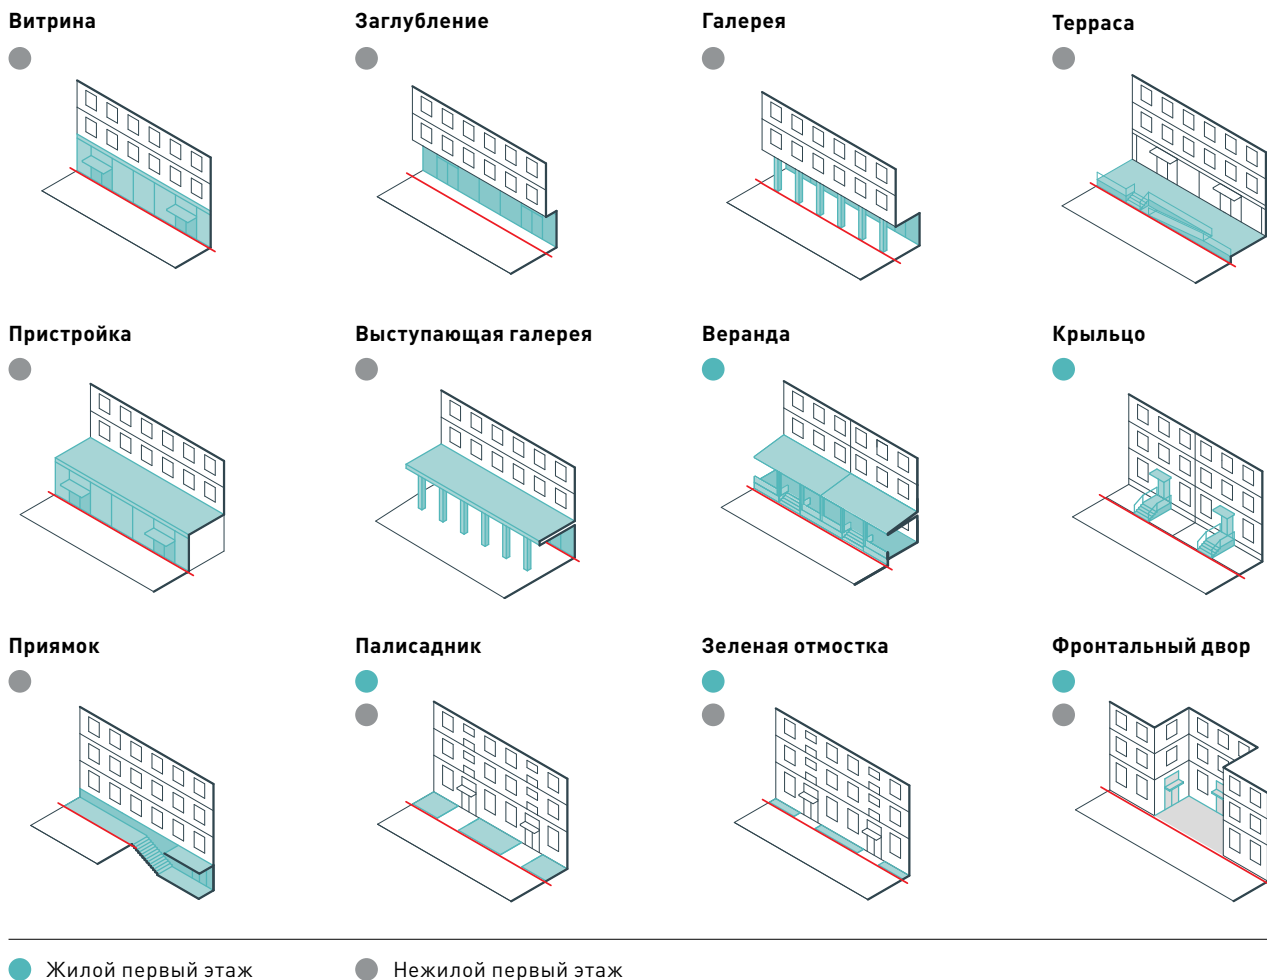 Витрина
Заглубление
Галерея
Терраса
Пристройка
Выступающая галерея
Веранда
Крыльцо
Приямок
Палисадник
Зеленая отмостка
Фронтальный двор
Жилой первый этаж
Нежилой первый этаж